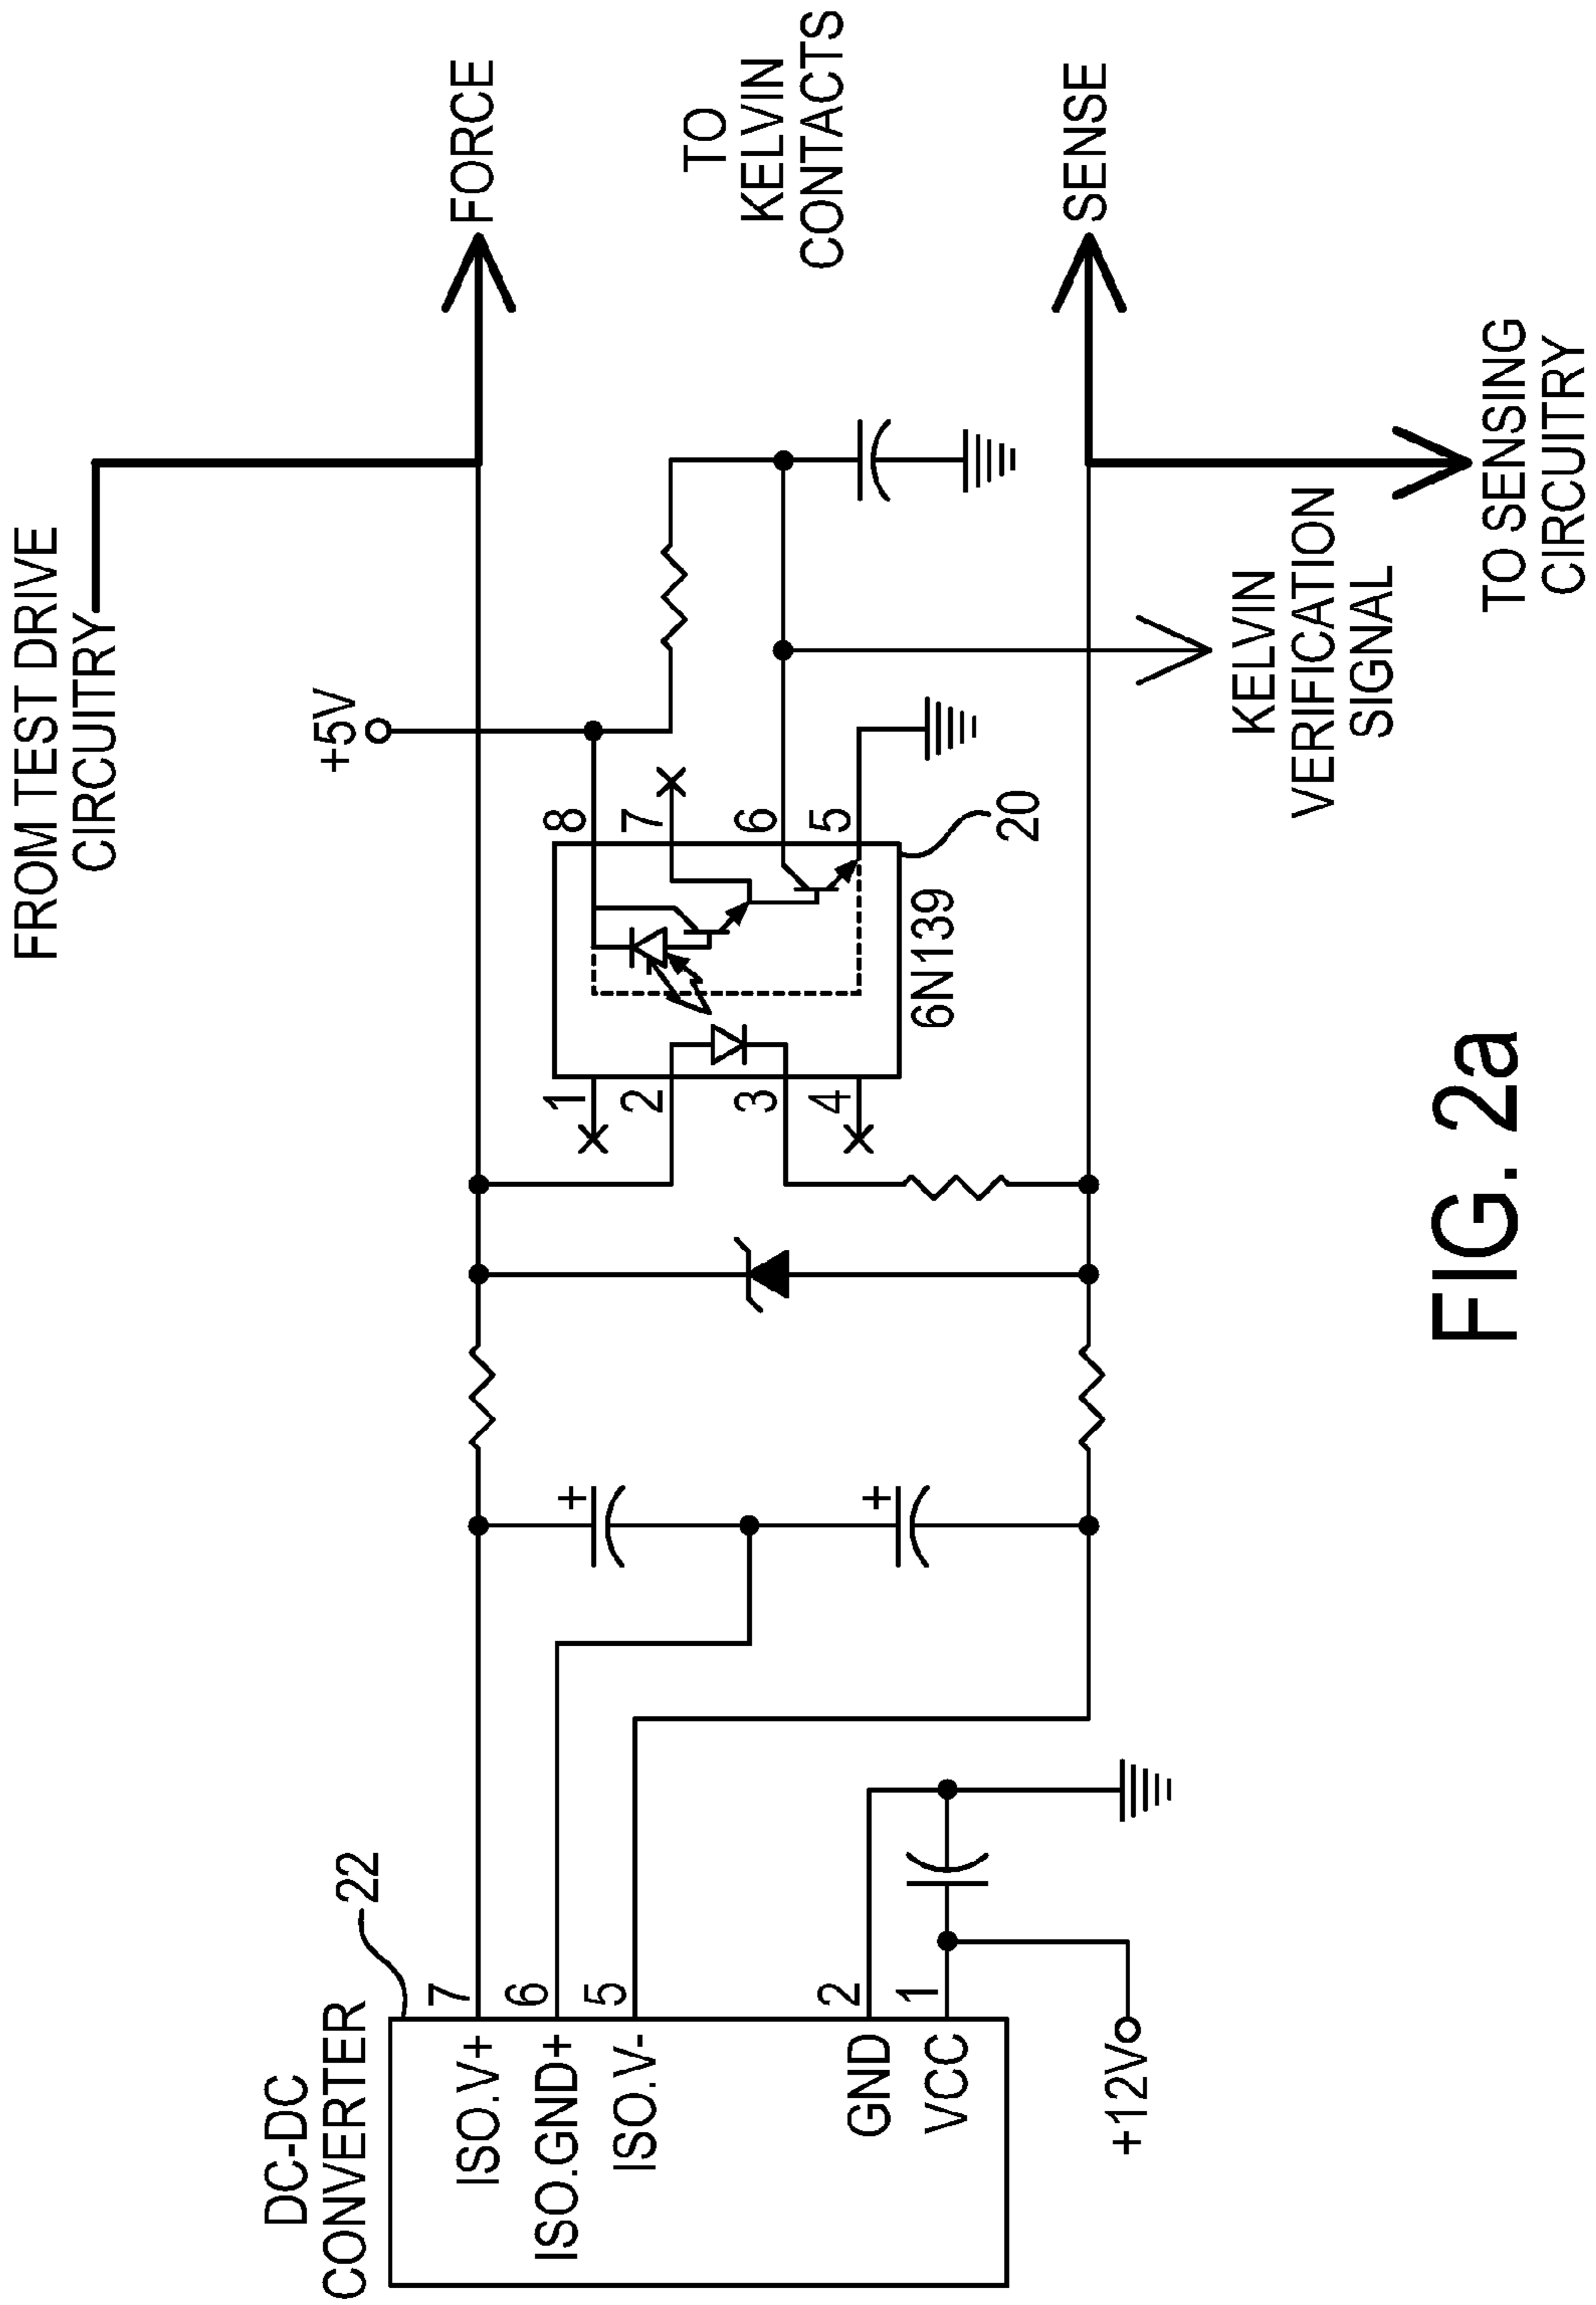 FROM TEST DRIVE
CIRCUITRY
FORCE
+5V
TO
KELVIN
CONTACTS
SENSE
DC-DC
CONVERTER
22
ISO.V+
7
ISO.GND+
6
ISO.V-
5
GND
2
VCC
1
+12V
+
+
1
2
3
4
8
7
6
5
6N139
20
KELVIN
VERIFICATION
SIGNAL
TO SENSING
CIRCUITRY
FIG. 2a